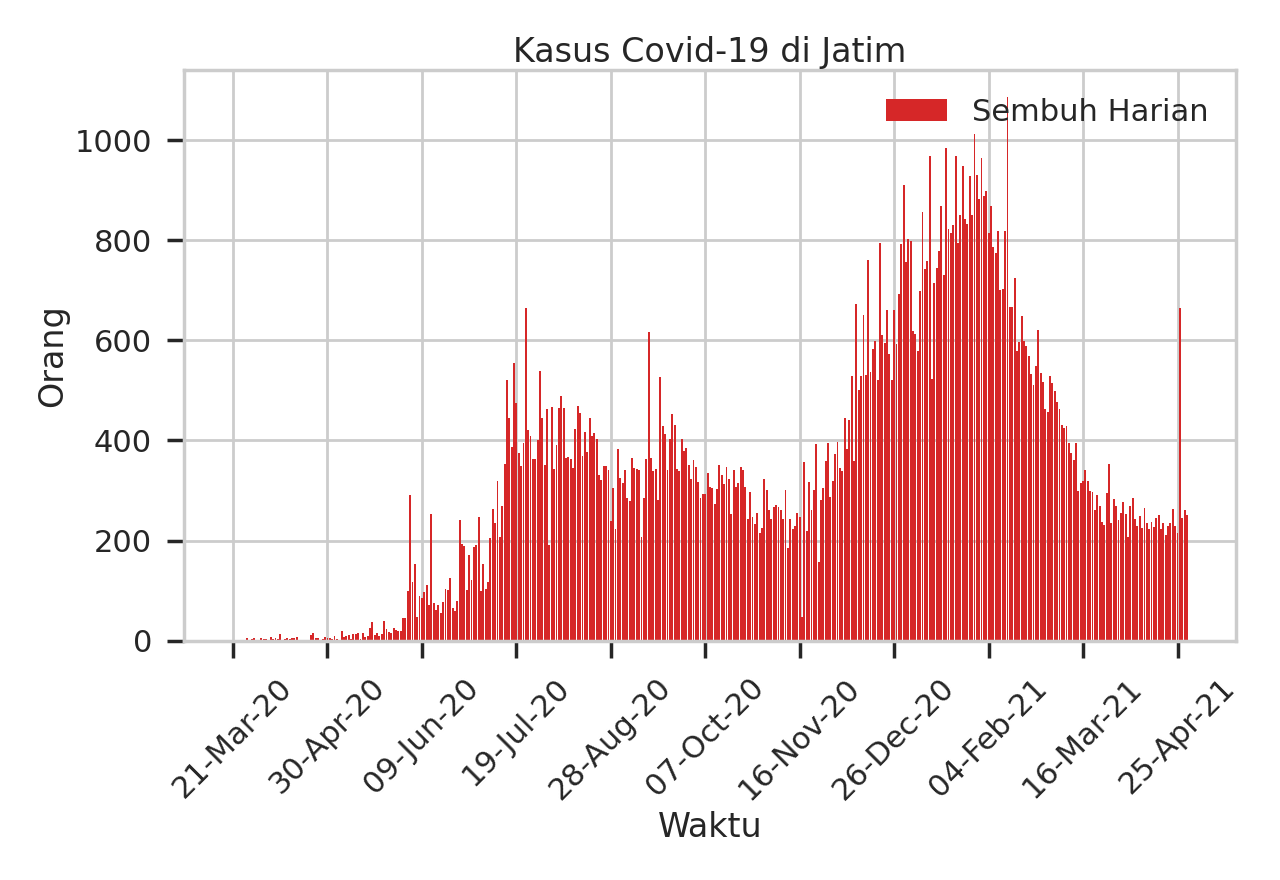 Kasus Covid-19 di Jatim
Sembuh Harian
1000
800
600
400
200
0
Orang
21-Mar-20
30-Apr-20
09-Jun-20
19-Jul-20
28-Aug-20
07-Oct-20
16-Nov-20
26-Dec-20
04-Feb-21
16-Mar-21
25-Apr-21
Waktu